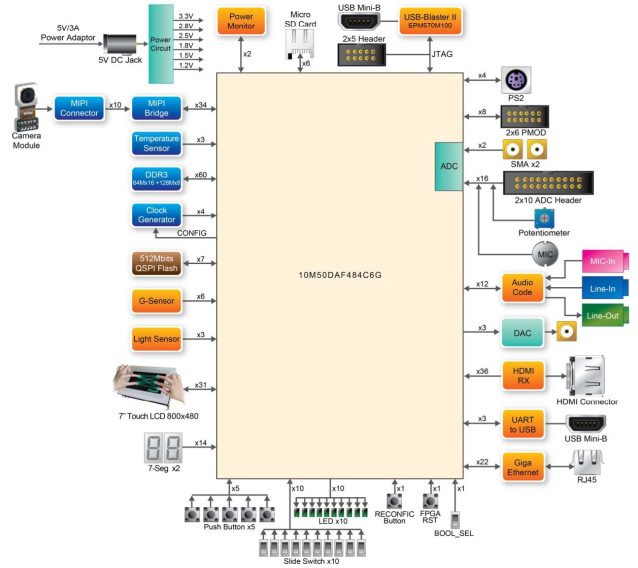 5V/3A
Power Adaptor
5V DC Jack
Power
Circuit
3.3V
2.8V
2.5V
1.8V
1.5V
1.2V
Power
Monitor
x2
Micro
SD Card
x6
USB Mini-B
2x5 Header
USB-Blaster II
EPM570M100
JTAG
Camera
Module
MIPI
Connector
x10
MIPI
Bridge
x34
Temperature
Sensor
x3
DDR3
64Mx16 +128Mx8
x60
Clock
Generator
x4
CONFIG
512Mbits
QSPI Flash
x7
G-Sensor
x6
Light Sensor
x3
7" Touch LCD 800x480
x31
7-Seg x2
x14
10M50DAF484C6G
ADC
x4
PS2
x8
2x6 PMOD
x2
SMA x2
x16
2x10 ADC Header
Potentiometer
MIC
x12
Audio
Code
MIC-In
Line-In
Line-Out
x3
DAC
x36
HDMI
RX
HDMI Connector
x3
UART
to USB
USB Mini-B
x22
Giga
Ethernet
RJ45
x5
Push Button x5
x10
Slide Switch x10
x10
LED x10
x1
RECONFIC
Button
x1
FPGA
RST
x1
BOOL_SEL